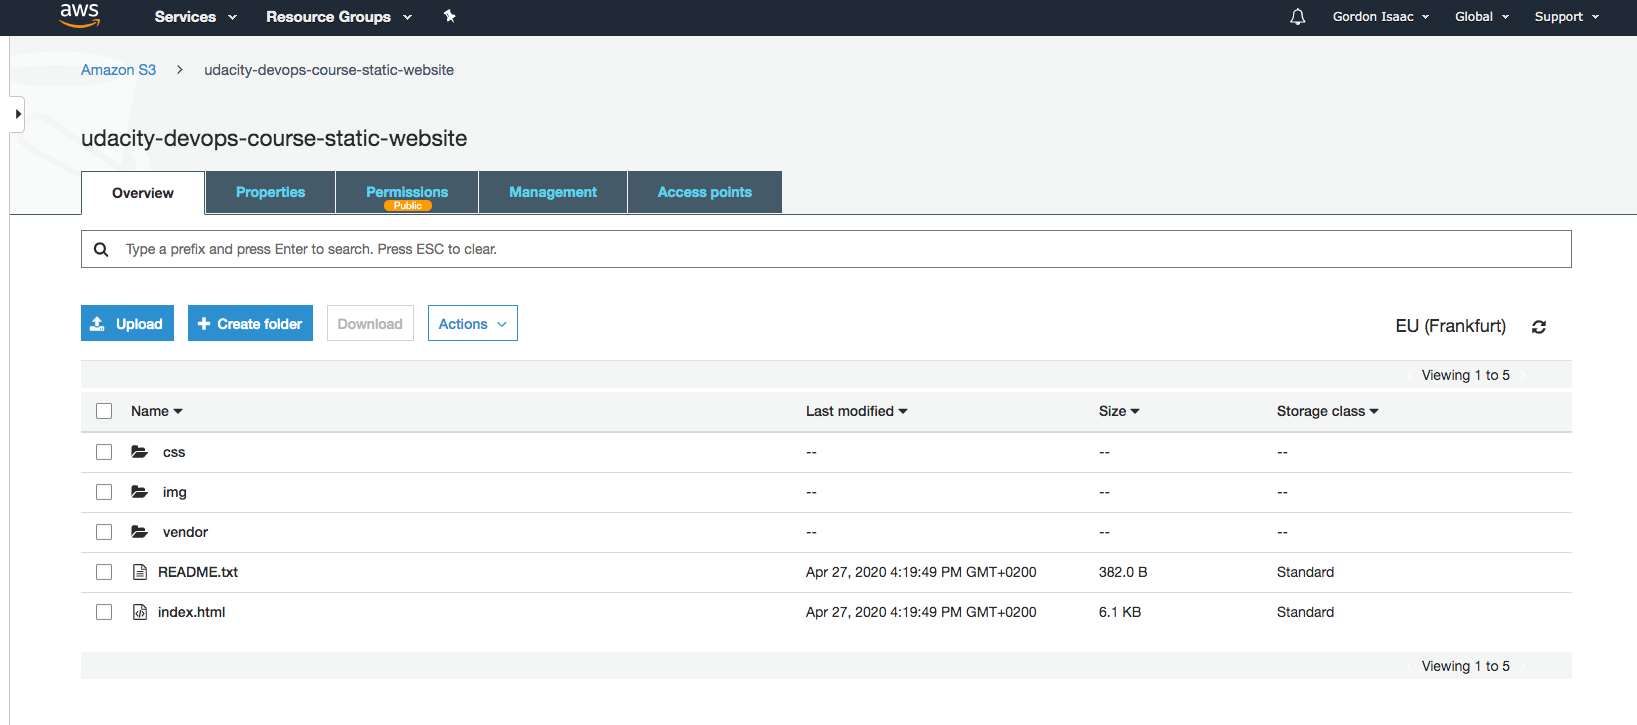 aws Services Resource Groups Gordon Isaac Global Support
Amazon S3 > udacity-devops-course-static-website
udacity-devops-course-static-website
Overview Properties Permissions Management Access points
Public
Type a prefix and press Enter to search. Press ESC to clear.
Upload + Create folder Download Actions EU (Frankfurt)
Viewing 1 to 5
Name Last modified Size Storage class
css -- -- --
img -- -- --
vendor -- -- --
README.txt Apr 27, 2020 4:19:49 PM GMT+0200 382.0 B Standard
index.html Apr 27, 2020 4:19:49 PM GMT+0200 6.1 KB Standard
Viewing 1 to 5